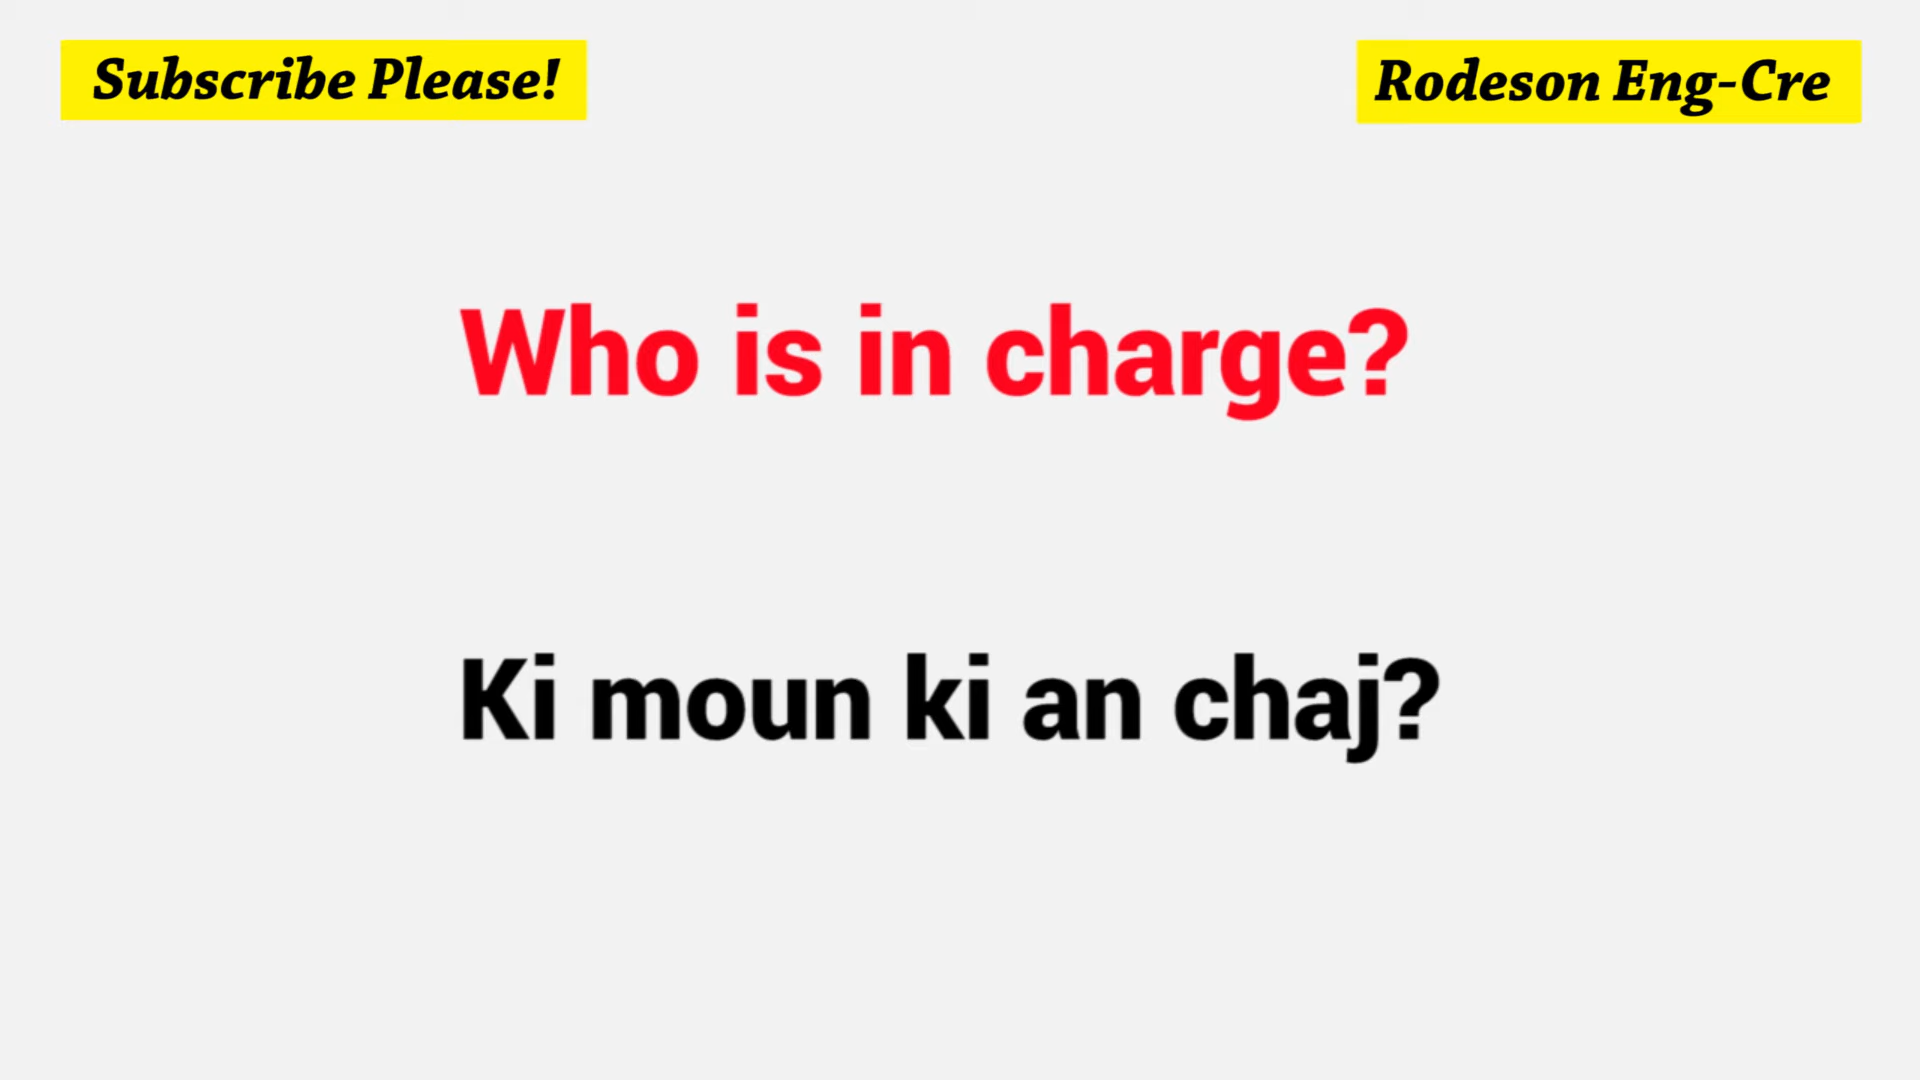 Subscribe Please!
Rodeson Eng-Cre
Who is in charge?
Ki moun ki an chaj?